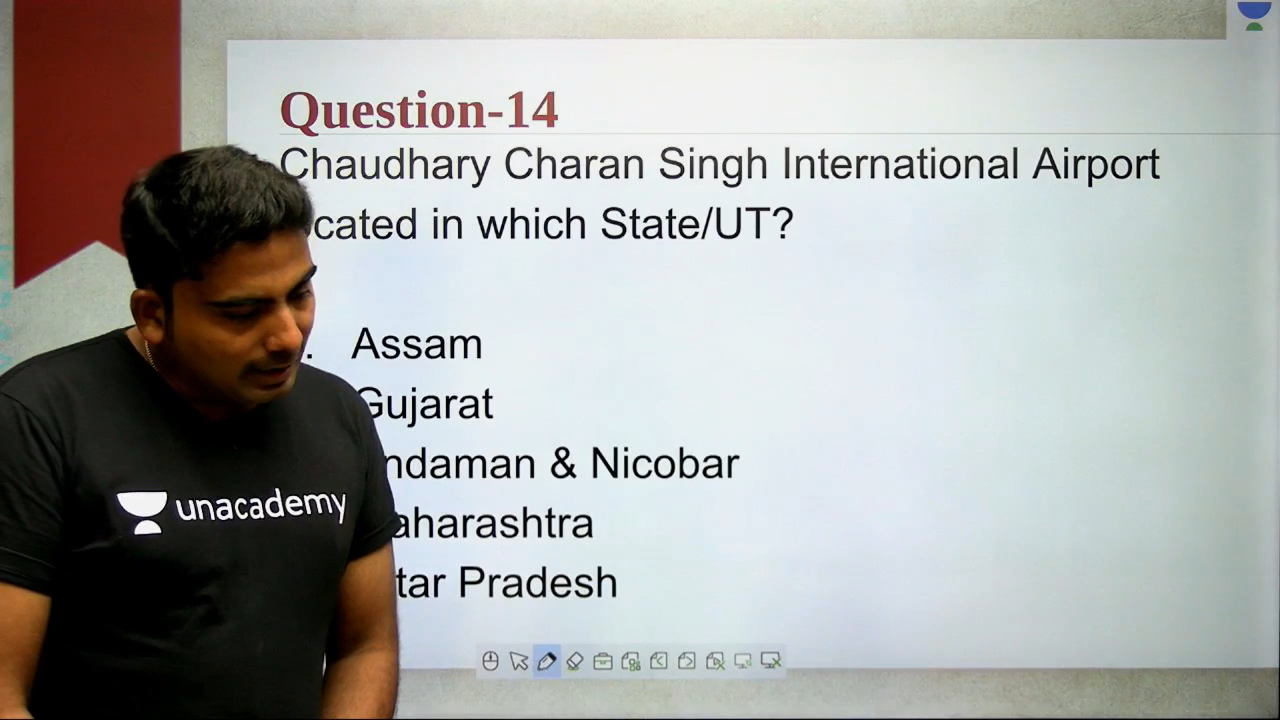 Question-14
Chaudhary Charan Singh International Airport
cated in which State/UT?
. Assam
Gujarat
ndaman & Nicobar
aharashtra
tar Pradesh
unacademy